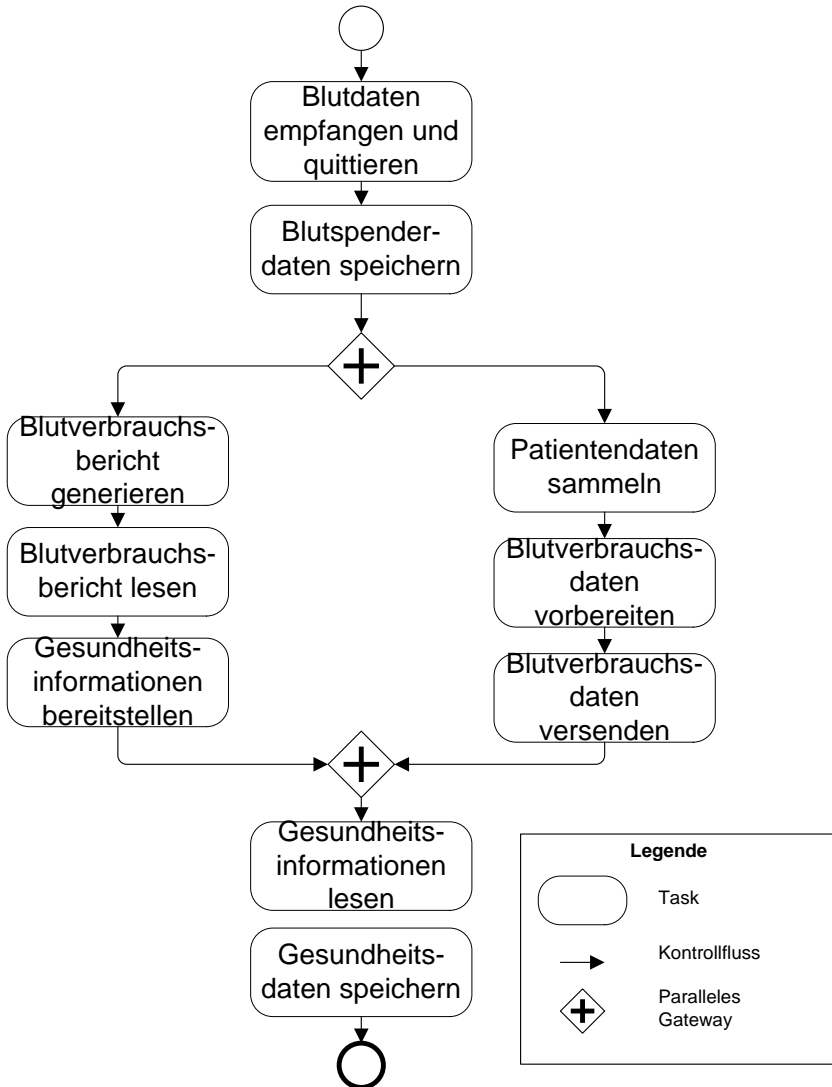 Blutdaten
empfangen und
quittieren
Blutspender-
daten speichern
Blutverbrauchs-
bericht
generieren
Blutverbrauchs-
bericht lesen
Gesundheits-
informationen
bereitstellen
Patientendaten
sammeln
Blutverbrauchs-
daten
vorbereiten
Blutverbrauchs-
daten
versenden
Gesundheits-
informationen
lesen
Gesundheits-
daten speichern
Legende
Task
Kontrollfluss
Paralleles
Gateway